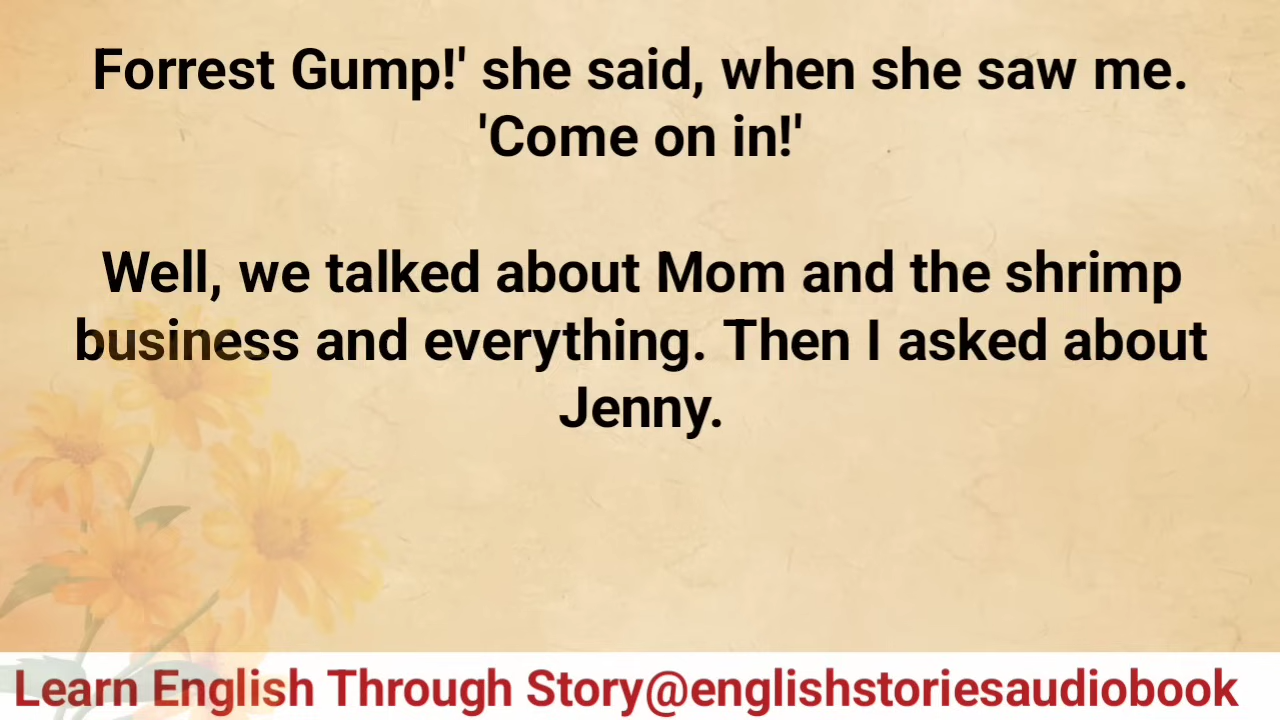 Forrest Gump!' she said, when she saw me.
'Come on in!'
Well, we talked about Mom and the shrimp
business and everything. Then I asked about
Jenny.
Learn English Through Story@englishstoriesaudiobook